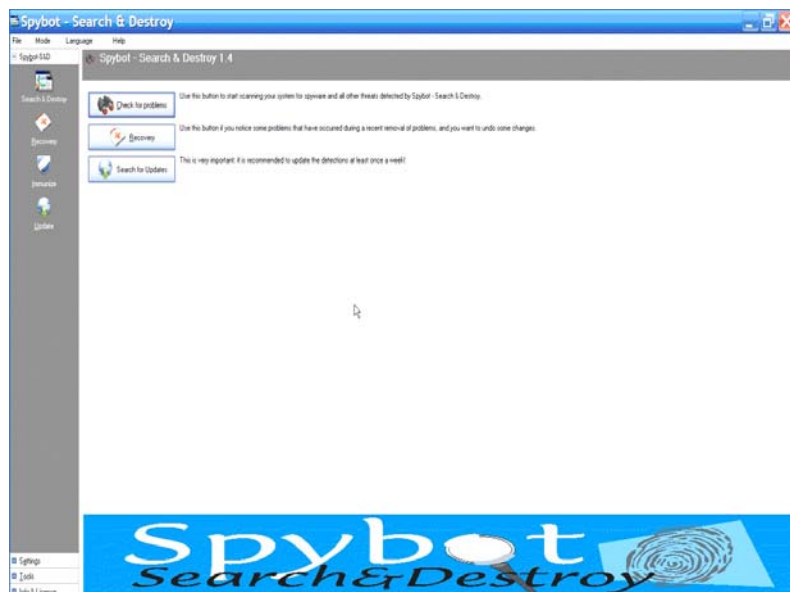 Spybot - Search & Destroy
File Mode Language Help
Spybot-S&D
Spybot - Search & Destroy 1.4
Search & Destroy
Recovery
Immunize
Update
Check for problems
Use this button to start scanning your system for spyware and all other threats detected by Spybot - Search & Destroy.
Recovery
Use this button if you notice some problems that have occured during a recent removal of problems, and you want to undo some changes.
Search for Updates
This is very important: it is recommended to update the detections at least once a week!
Settings
Tools
Info & License
Spybot
Search&Destroy